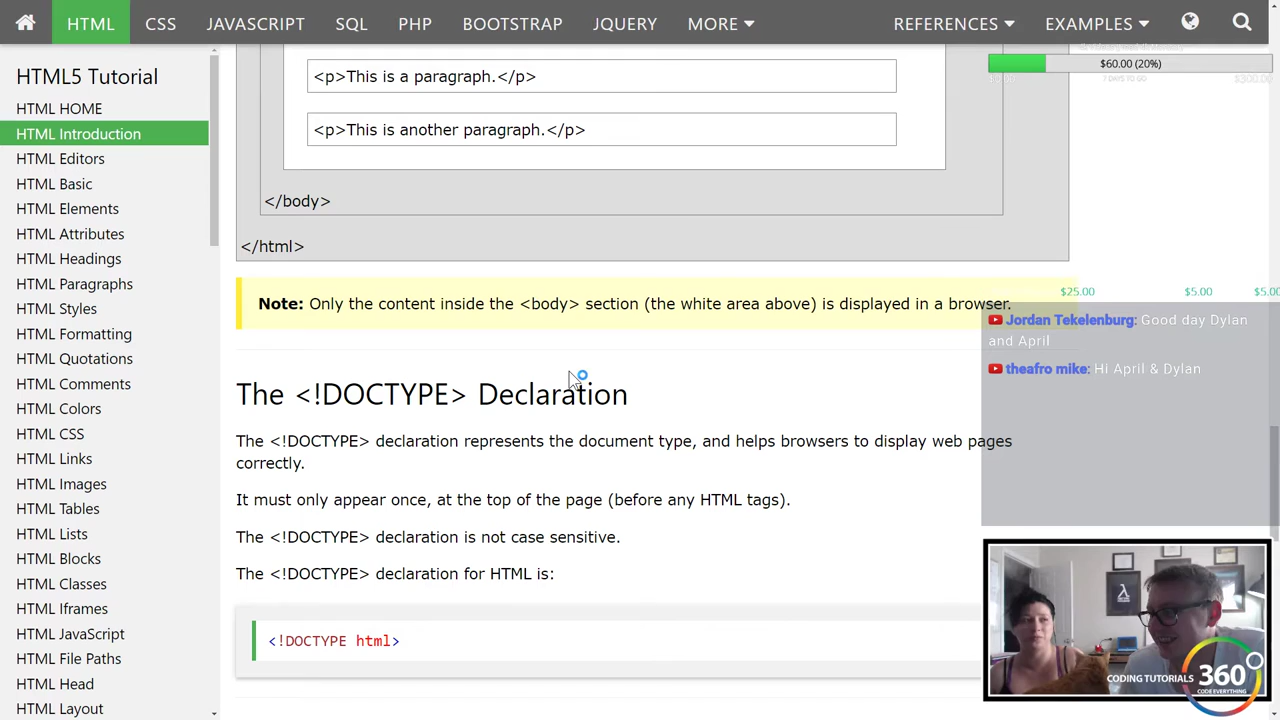 HTML CSS JAVASCRIPT SQL PHP BOOTSTRAP JQUERY MORE REFERENCES EXAMPLES
HTML5 Tutorial
HTML HOME
HTML Introduction
HTML Editors
HTML Basic
HTML Elements
HTML Attributes
HTML Headings
HTML Paragraphs
HTML Styles
HTML Formatting
HTML Quotations
HTML Comments
HTML Colors
HTML CSS
HTML Links
HTML Images
HTML Tables
HTML Lists
HTML Blocks
HTML Classes
HTML Iframes
HTML JavaScript
HTML File Paths
HTML Head
HTML Layout
<p>This is a paragraph.</p>
<p>This is another paragraph.</p>
</body>
</html>
Note: Only the content inside the <body> section (the white area above) is displayed in a browser.
The <!DOCTYPE> Declaration
The <!DOCTYPE> declaration represents the document type, and helps browsers to display web pages
correctly.
It must only appear once, at the top of the page (before any HTML tags).
The <!DOCTYPE> declaration is not case sensitive.
The <!DOCTYPE> declaration for HTML is:
<!DOCTYPE html>
$60.00 (20%)
$300.00
$25.00 $5.00 $5.00
Jordan Tekelenburg: Good day Dylan
and April
theafro mike: Hi April & Dylan
CODING TUTORIALS 360°
CODE EVERYTHING